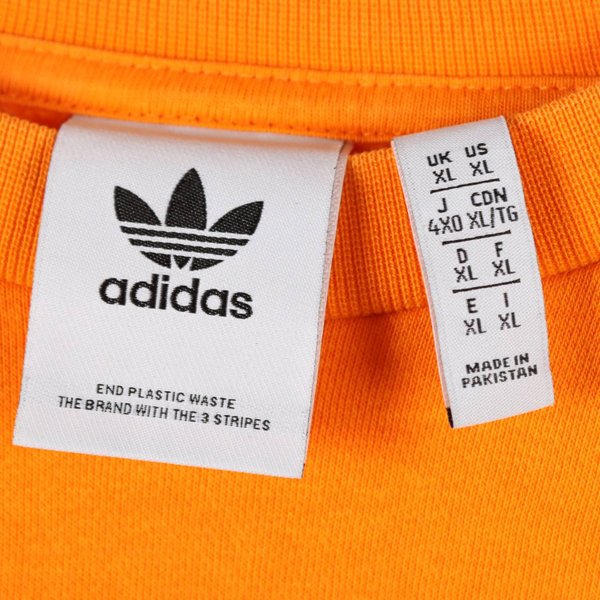 adidas
END PLASTIC WASTE
THE BRAND WITH THE 3 STRIPES
UK US
XL XL
J CDN
4XO XL/TG
D F
XL XL
E I
XL XL
MADE IN
PAKISTAN